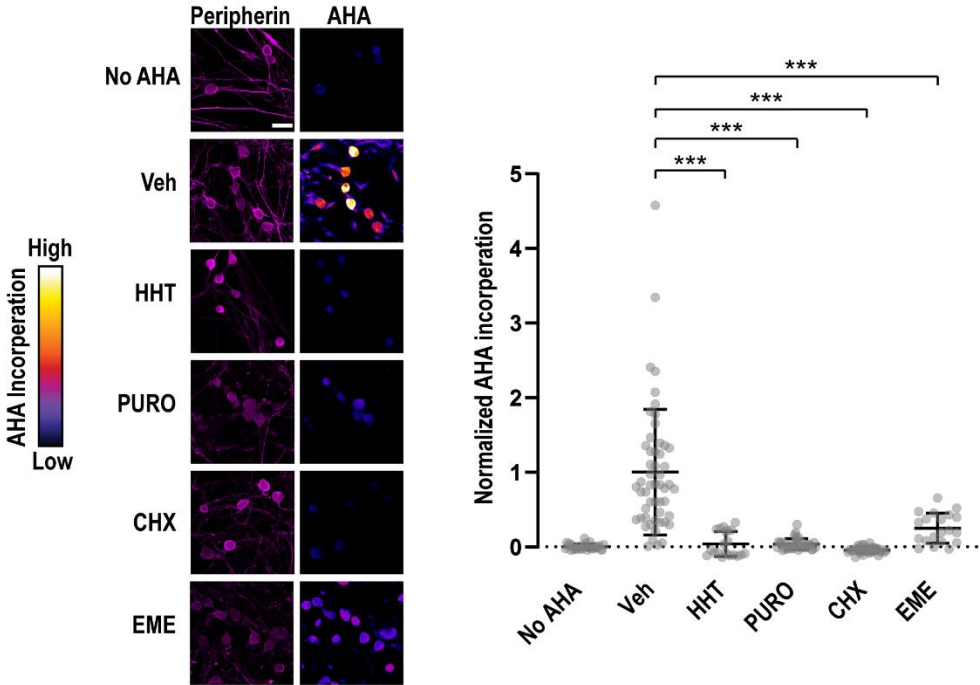 Peripherin AHA
No AHA
Veh
HHT
PURO
CHX
EME
High
AHA Incorperation
Low
***
***
***
***
Normalized AHA incorperation
5
4
3
2
1
0
No AHA
Veh
HHT
PURO
CHX
EME